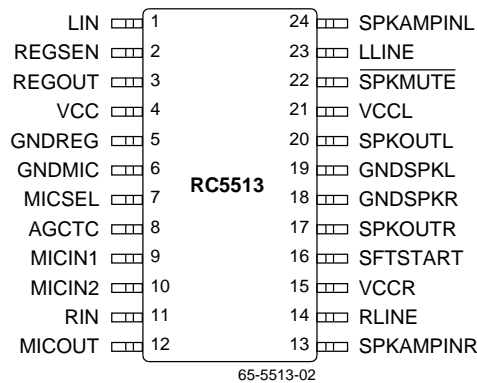 LIN 1 24 SPKAMPINL
REGSEN 2 23 LLINE
REGOUT 3 22 SPKMUTE
VCC 4 21 VCCL
GNDREG 5 20 SPKOUTL
GNDMIC 6 19 GNDSPKL
RC5513
MICSEL 7 18 GNDSPKR
AGCTC 8 17 SPKOUTR
MICIN1 9 16 SFTSTART
MICIN2 10 15 VCCR
RIN 11 14 RLINE
MICOUT 12 13 SPKAMPINR
65-5513-02